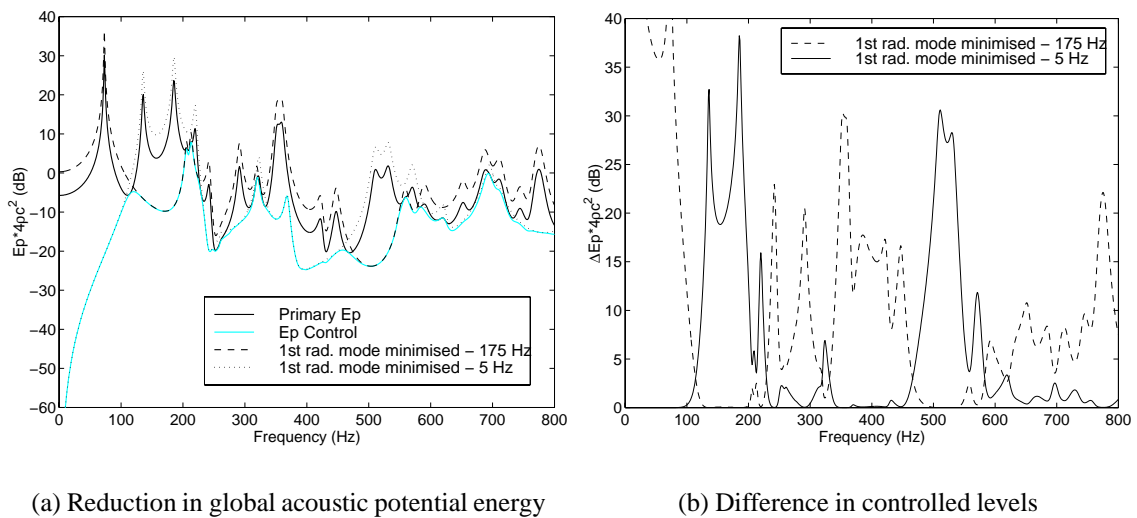 40
30
20
10
0
−10
−20
−30
−40
−50
−60
Ep*4ρc²  (dB)
Primary Ep
Ep Control
1st rad. mode minimised − 175 Hz
1st rad. mode minimised − 5 Hz
0 100 200 300 400 500 600 700 800
Frequency (Hz)
(a) Reduction in global acoustic potential energy
40
35
30
25
20
15
10
5
0
ΔEp*4ρc²  (dB)
1st rad. mode minimised − 175 Hz
1st rad. mode minimised − 5 Hz
0 100 200 300 400 500 600 700 800
Frequency (Hz)
(b) Difference in controlled levels